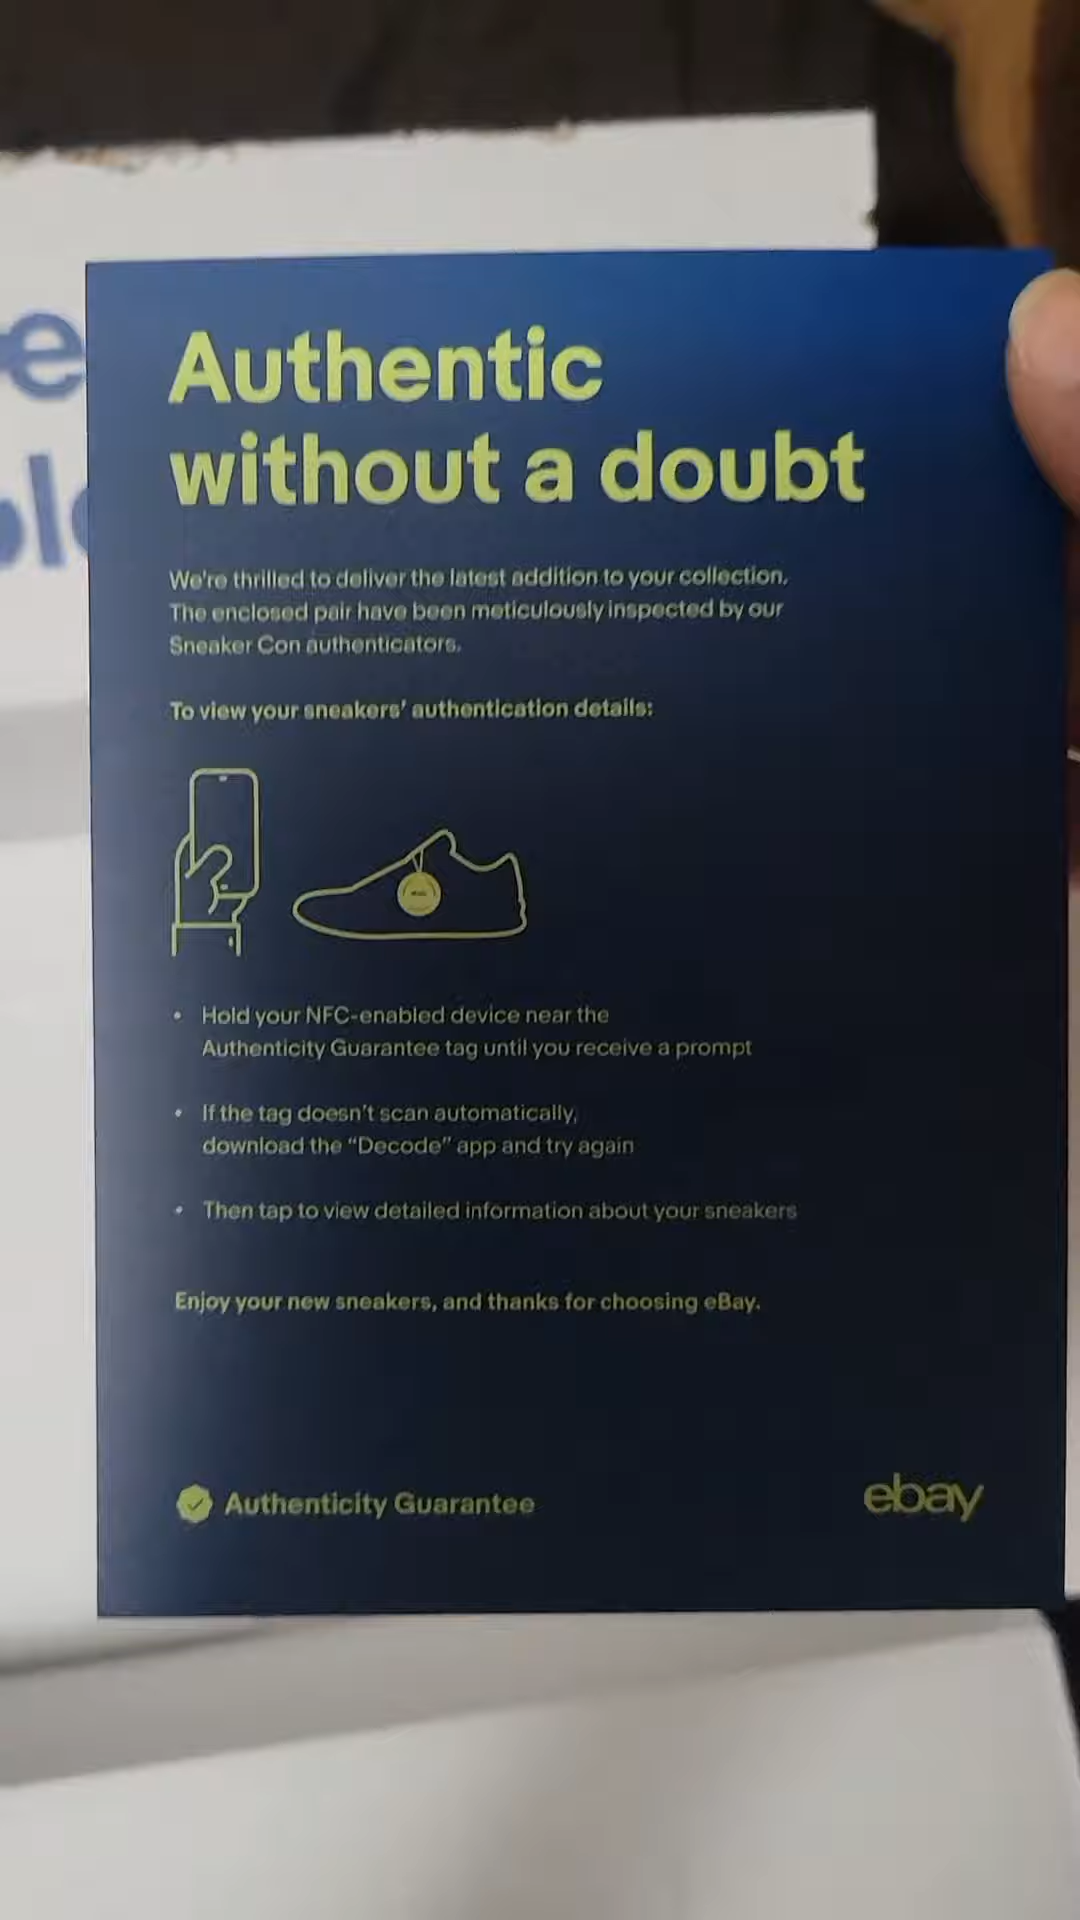 Authentic
without a doubt
We're thrilled to deliver the latest addition to your collection.
The enclosed pair have been meticulously inspected by our
Sneaker Con authenticators.
To view your sneakers' authentication details:
• Hold your NFC-enabled device near the
Authenticity Guarantee tag until you receive a prompt
• If the tag doesn't scan automatically,
download the “Decode” app and try again
• Then tap to view detailed information about your sneakers
Enjoy your new sneakers, and thanks for choosing eBay.
Authenticity Guarantee
ebay